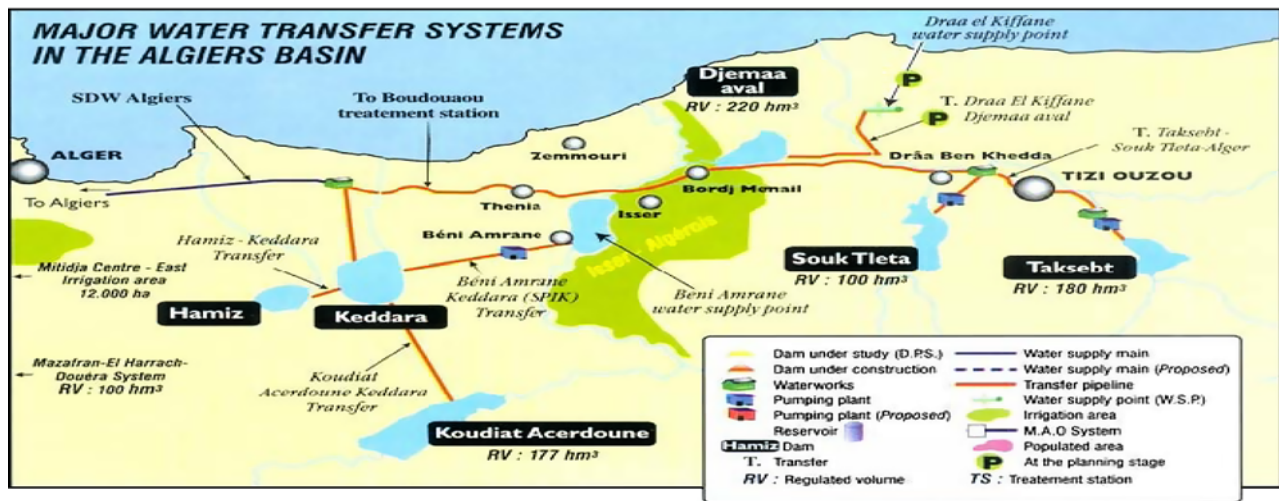 MAJOR WATER TRANSFER SYSTEMS
IN THE ALGIERS BASIN
Draa el Kiffane
water supply point
SDW Algiers
To Boudouaou
treatement station
Djemaa
aval
RV : 220 hm³
P
T. Draa El Kiffane
Djemaa aval
P
ALGER
Zemmouri
Drâa Ben Khedda
T. Taksebt -
Souk Tleta-Alger
To Algiers
Thenia
Bordj Menail
TIZI OUZOU
Isser
Hamiz - Keddara
Transfer
Béni Amrane
Isser Algérois
Mitidja Centre - East
Irrigation area
12.000 ha
Béni Amrane
Keddara (SPIK)
Transfer
Beni Amrane
water supply point
Souk Tleta
RV : 100 hm³
Taksebt
RV : 180 hm³
Hamiz
Keddara
Mazafran-El Harrach-
Douéra System
RV : 100 hm³
Koudiat
Acerdoune Keddara
Transfer
Koudiat Acerdoune
RV : 177 hm³
Dam under study (D.P.S.)
Dam under construction
Waterworks
Pumping plant
Pumping plant (Proposed)
Reservoir
Hamiz Dam
T. Transfer
RV : Regulated volume
Water supply main
Water supply main (Proposed)
Transfer pipeline
Water supply point (W.S.P.)
Irrigation area
M.A.O System
Populated area
P At the planning stage
TS : Treatement station